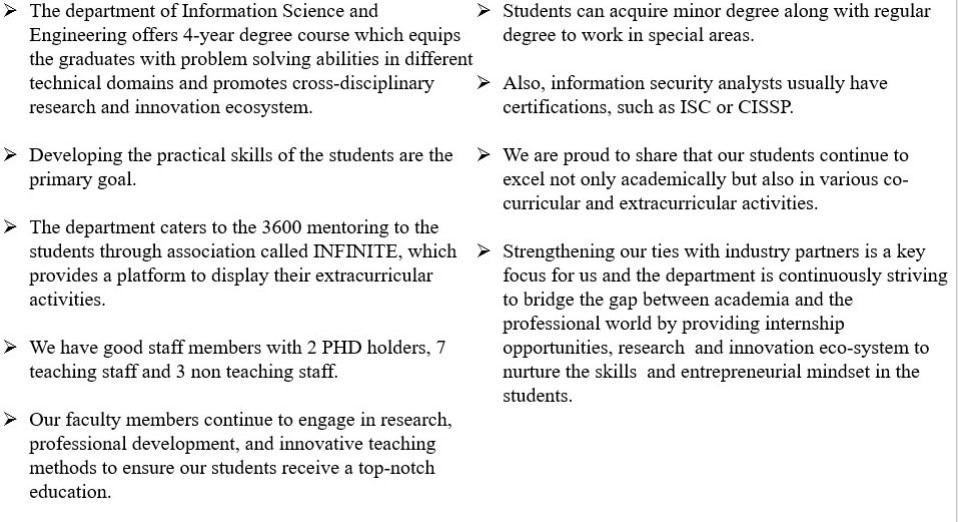 ➢ The department of Information Science and
Engineering offers 4-year degree course which equips
the graduates with problem solving abilities in different
technical domains and promotes cross-disciplinary
research and innovation ecosystem.
➢ Developing the practical skills of the students are the
primary goal.
➢ The department caters to the 3600 mentoring to the
students through association called INFINITE, which
provides a platform to display their extracurricular
activities.
➢ We have good staff members with 2 PHD holders, 7
teaching staff and 3 non teaching staff.
➢ Our faculty members continue to engage in research,
professional development, and innovative teaching
methods to ensure our students receive a top-notch
education.
➢ Students can acquire minor degree along with regular
degree to work in special areas.
➢ Also, information security analysts usually have
certifications, such as ISC or CISSP.
➢ We are proud to share that our students continue to
excel not only academically but also in various co-
curricular and extracurricular activities.
➢ Strengthening our ties with industry partners is a key
focus for us and the department is continuously striving
to bridge the gap between academia and the
professional world by providing internship
opportunities, research and innovation eco-system to
nurture the skills and entrepreneurial mindset in the
students.